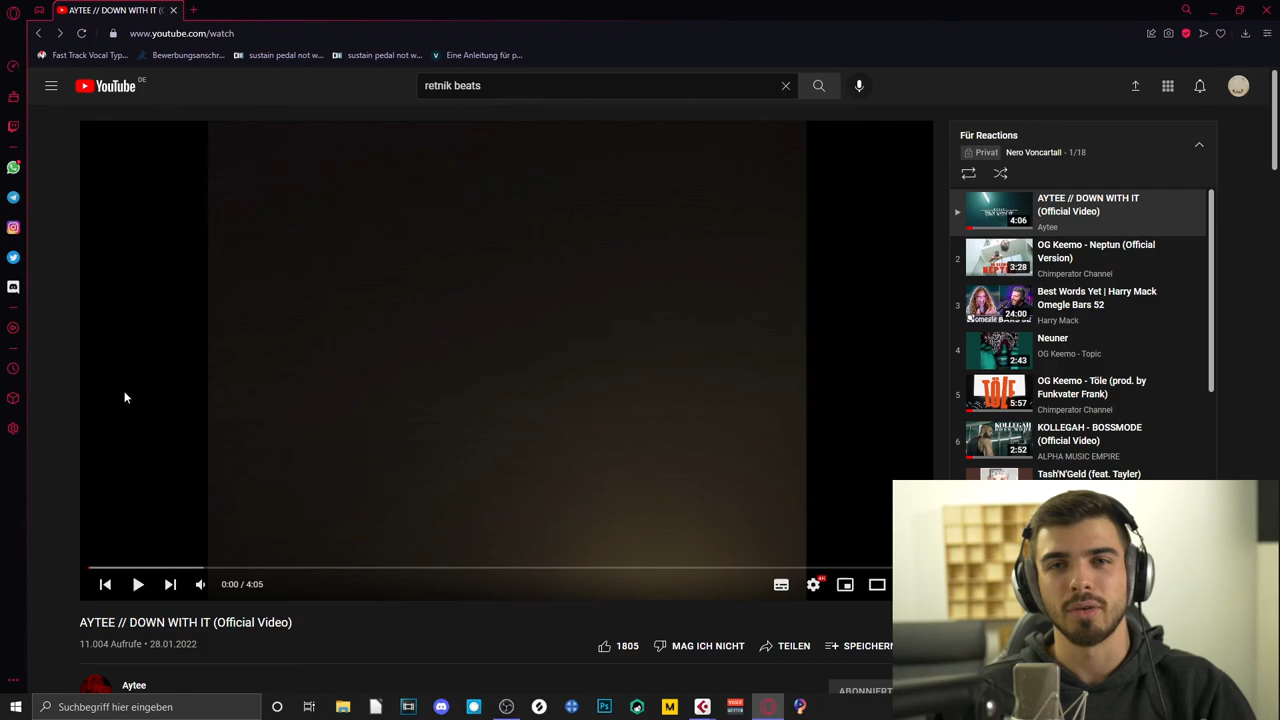 AYTEE // DOWN WITH IT (
www.youtube.com/watch
Fast Track Vocal Typ...
Bewerbungsanschr...
sustain pedal not w...
sustain pedal not w...
Eine Anleitung für p...
YouTube DE
retnik beats
Für Reactions
Privat Nero Voncartall - 1/18
AYTEE // DOWN WITH IT
(Official Video)
Aytee
4:06
2
OG Keemo - Neptun (Official
Version)
Chimperator Channel
3:28
3
Best Words Yet | Harry Mack
Omegle Bars 52
Harry Mack
24:00
4
Neuner
OG Keemo - Topic
2:43
5
OG Keemo - Töle (prod. by
Funkvater Frank)
Chimperator Channel
TÖLE
5:57
6
KOLLEGAH - BOSSMODE
(Official Video)
ALPHA MUSIC EMPIRE
2:52
Tash'N'Geld (feat. Tayler)
0:00 / 4:05
AYTEE // DOWN WITH IT (Official Video)
11.004 Aufrufe • 28.01.2022
1805
MAG ICH NICHT
TEILEN
SPEICHERN
Aytee
ABONNIERT
Suchbegriff hier eingeben